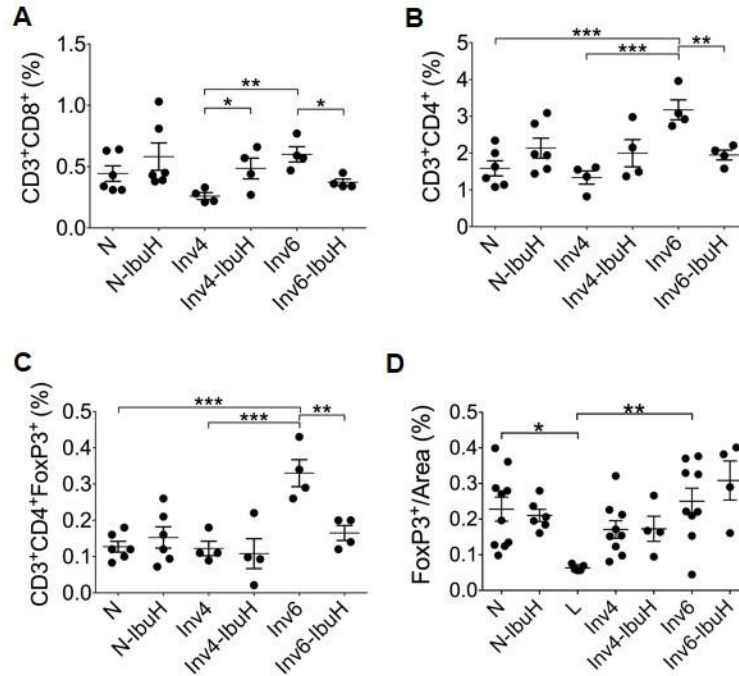 A
CD3⁺CD8⁺ (%)
1.5
1.0
0.5
0.0
**
*
*
N
N-IbuH
Inv4
Inv4-IbuH
Inv6
Inv6-IbuH
B
CD3⁺CD4⁺ (%)
5
4
3
2
1
0
***
***
**
N
N-IbuH
Inv4
Inv4-IbuH
Inv6
Inv6-IbuH
C
CD3⁺CD4⁺FoxP3⁺ (%)
0.5
0.4
0.3
0.2
0.1
0.0
***
***
**
N
N-IbuH
Inv4
Inv4-IbuH
Inv6
Inv6-IbuH
D
FoxP3⁺/Area (%)
0.5
0.4
0.3
0.2
0.1
0.0
*
**
N
N-IbuH
L
Inv4
Inv4-IbuH
Inv6
Inv6-IbuH